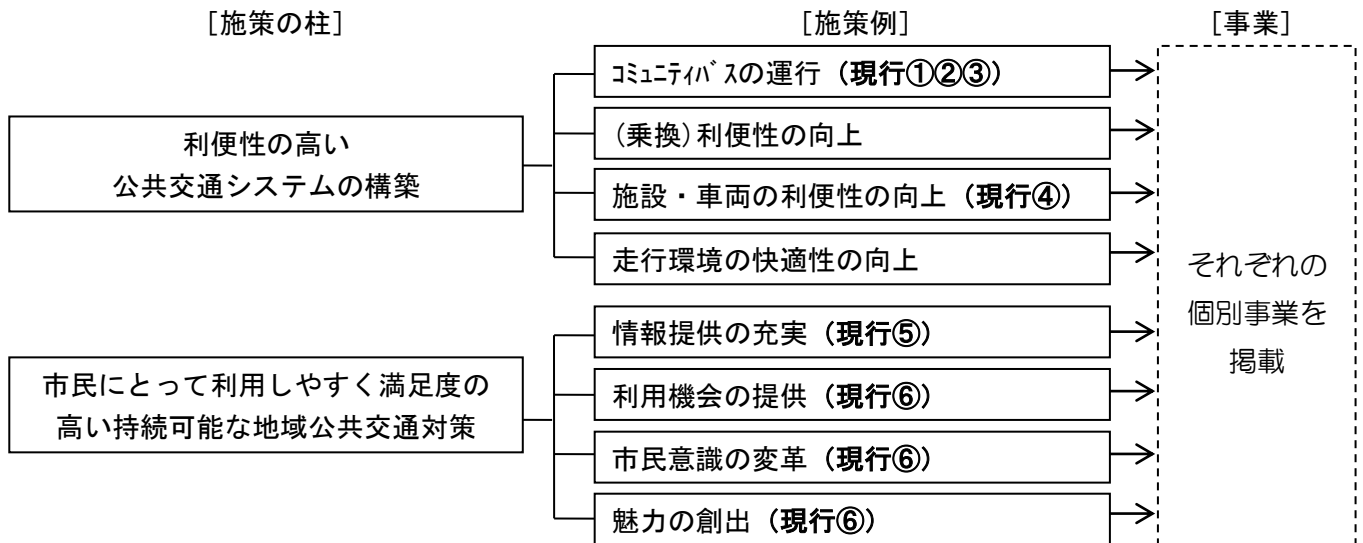 [施策の柱]
[施策例]
[事業]
利便性の高い
公共交通システムの構築
コミュニティバスの運行(現行①②③)
(乗換)利便性の向上
施設・車両の利便性の向上(現行④)
走行環境の快適性の向上
市民にとって利用しやすく満足度の
高い持続可能な地域公共交通対策
情報提供の充実(現行⑤)
利用機会の提供(現行⑥)
市民意識の変革(現行⑥)
魅力の創出(現行⑥)
それぞれの
個別事業を
掲載